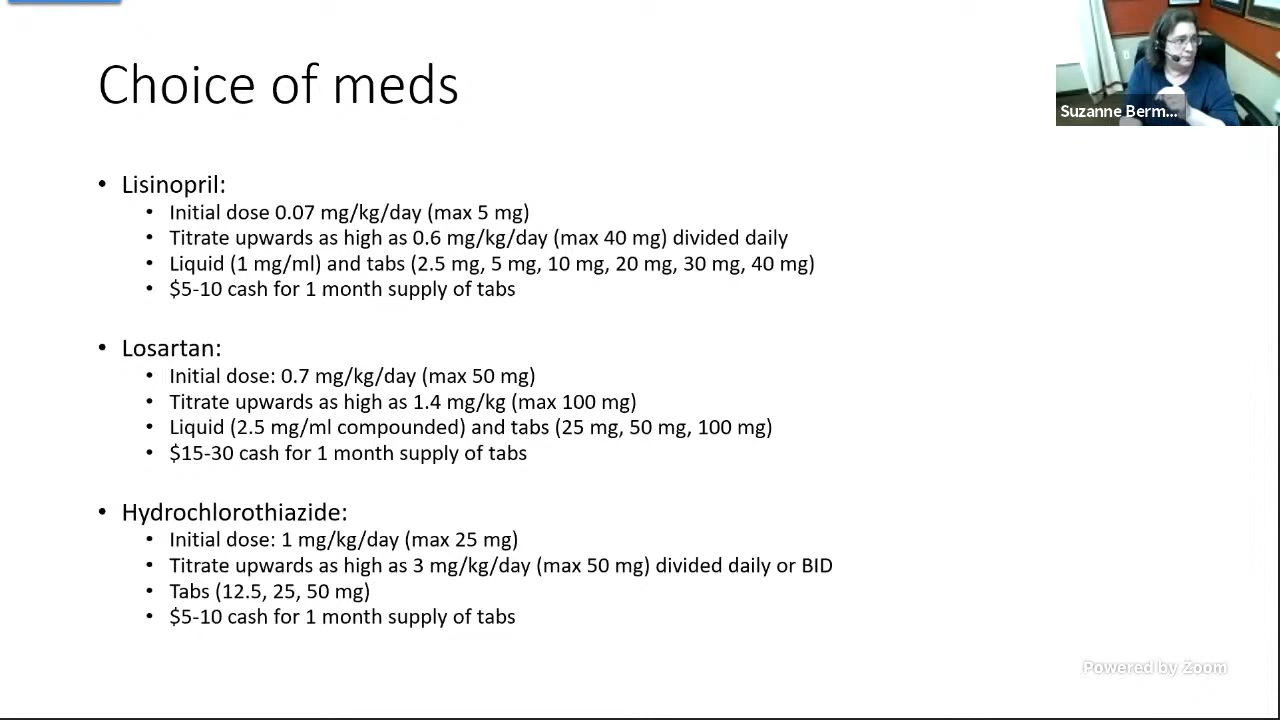 Choice of meds
Suzanne Berm...
• Lisinopril:
• Initial dose 0.07 mg/kg/day (max 5 mg)
• Titrate upwards as high as 0.6 mg/kg/day (max 40 mg) divided daily
• Liquid (1 mg/ml) and tabs (2.5 mg, 5 mg, 10 mg, 20 mg, 30 mg, 40 mg)
• $5-10 cash for 1 month supply of tabs
• Losartan:
• Initial dose: 0.7 mg/kg/day (max 50 mg)
• Titrate upwards as high as 1.4 mg/kg (max 100 mg)
• Liquid (2.5 mg/ml compounded) and tabs (25 mg, 50 mg, 100 mg)
• $15-30 cash for 1 month supply of tabs
• Hydrochlorothiazide:
• Initial dose: 1 mg/kg/day (max 25 mg)
• Titrate upwards as high as 3 mg/kg/day (max 50 mg) divided daily or BID
• Tabs (12.5, 25, 50 mg)
• $5-10 cash for 1 month supply of tabs
Powered by Zoom